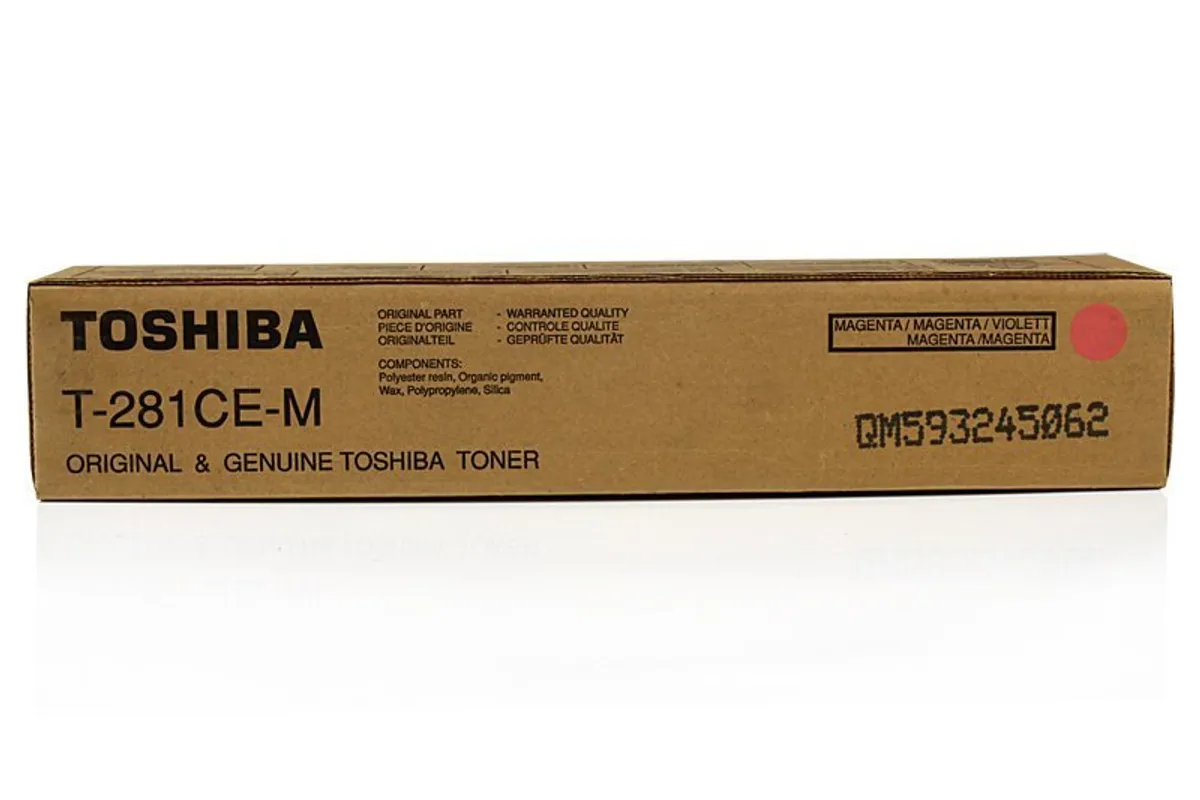 TOSHIBA
T-281CE-M
ORIGINAL & GENUINE TOSHIBA TONER
ORIGINAL PART - WARRANTED QUALITY
PIECE D'ORIGINE - CONTROLE QUALITE
ORIGINALTEIL - GEPRÜFTE QUALITÄT
COMPONENTS:
Polyester resin, Organic pigment,
Wax, Polypropylene, Silica
MAGENTA / MAGENTA / VIOLETT
MAGENTA /MAGENTA
QM593245062